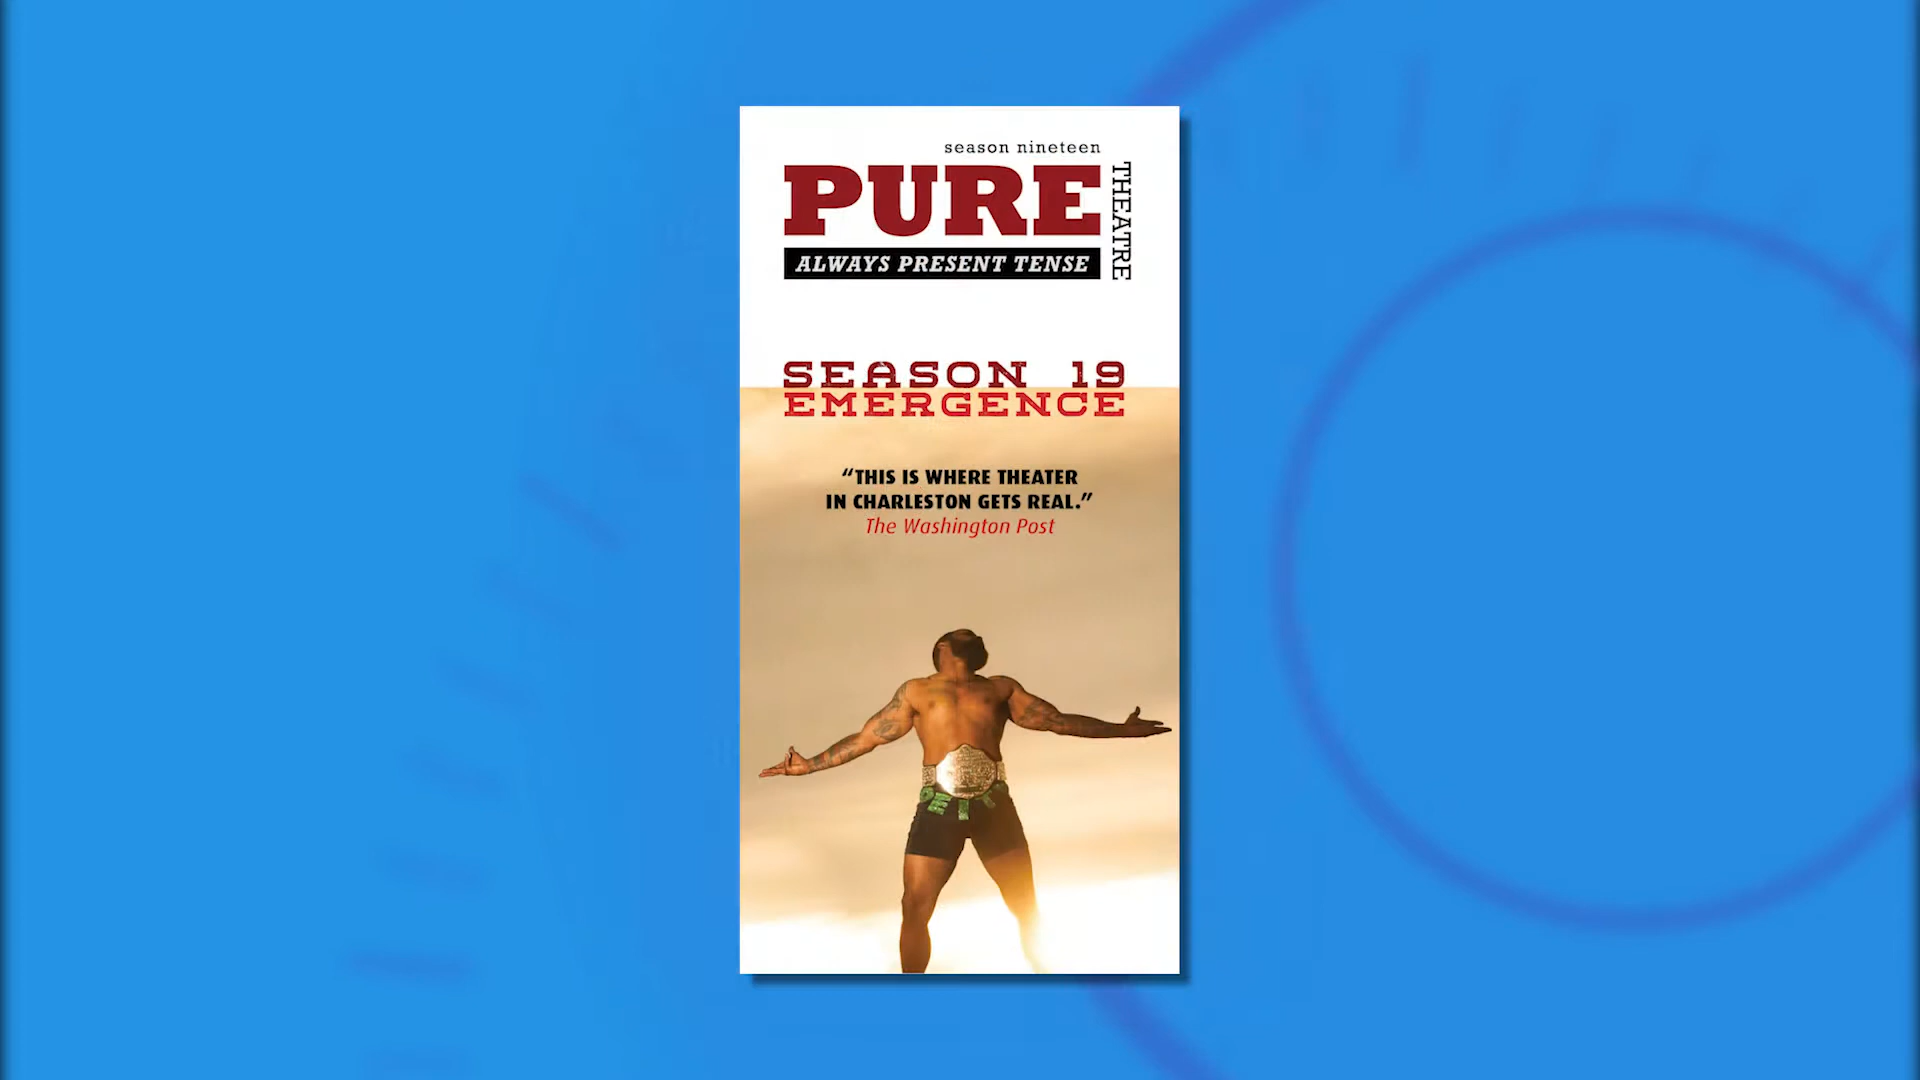 season nineteen
PURE
THEATRE
ALWAYS PRESENT TENSE
SEASON 19
EMERGENCE
“THIS IS WHERE THEATER
IN CHARLESTON GETS REAL.”
The Washington Post